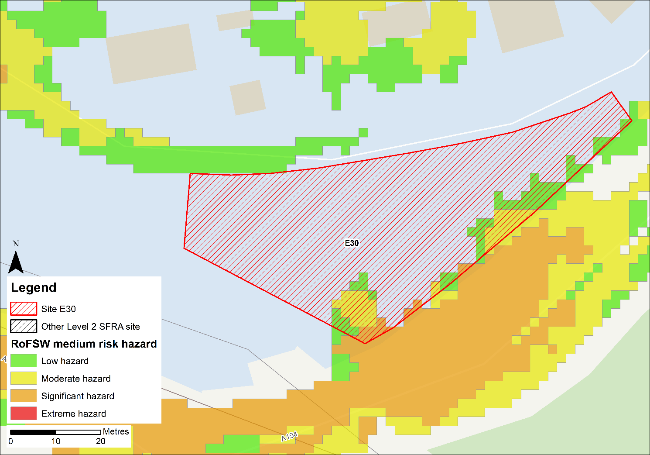 E30
N
Legend
Site E30
Other Level 2 SFRA site
RoFSW medium risk hazard
Low hazard
Moderate hazard
Significant hazard
Extreme hazard
Metres
0 10 20
4